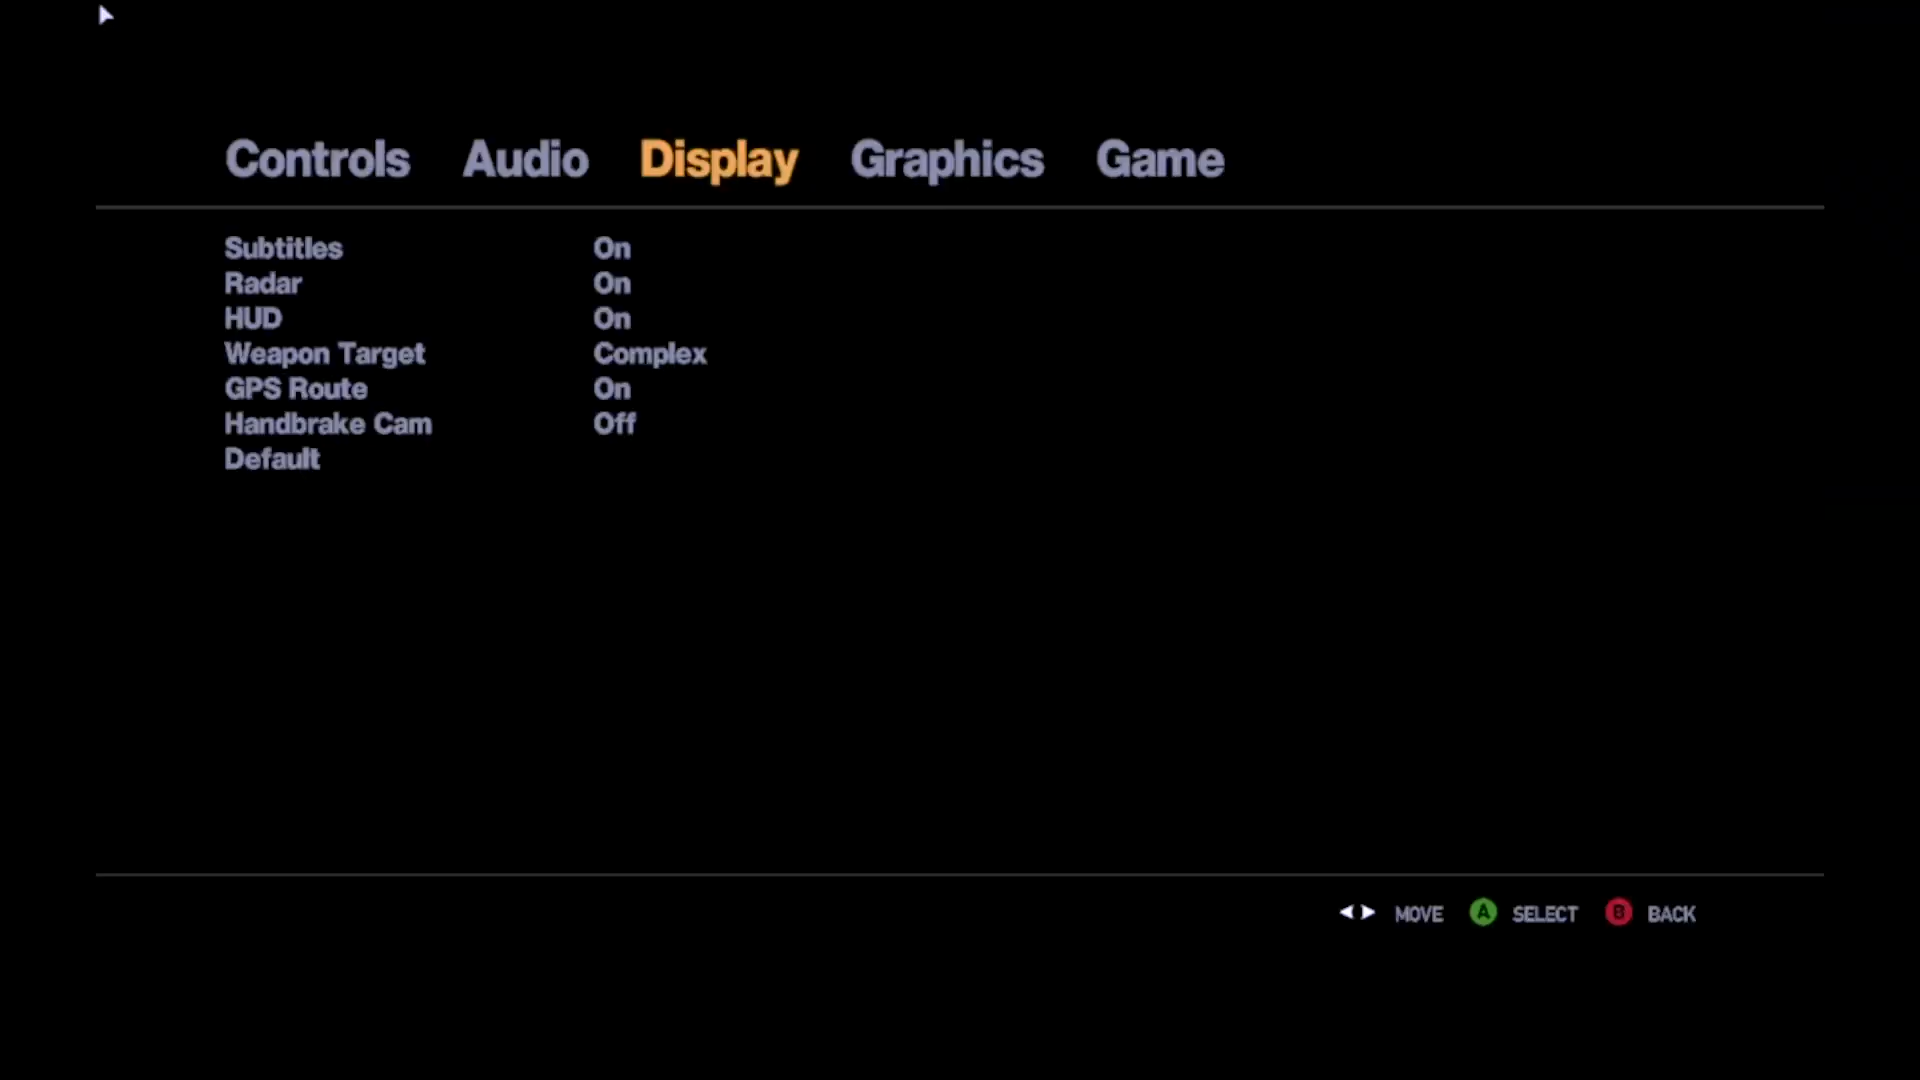 Controls Audio Display Graphics Game
Subtitles On
Radar On
HUD On
Weapon Target Complex
GPS Route On
Handbrake Cam Off
Default
MOVE A SELECT B BACK